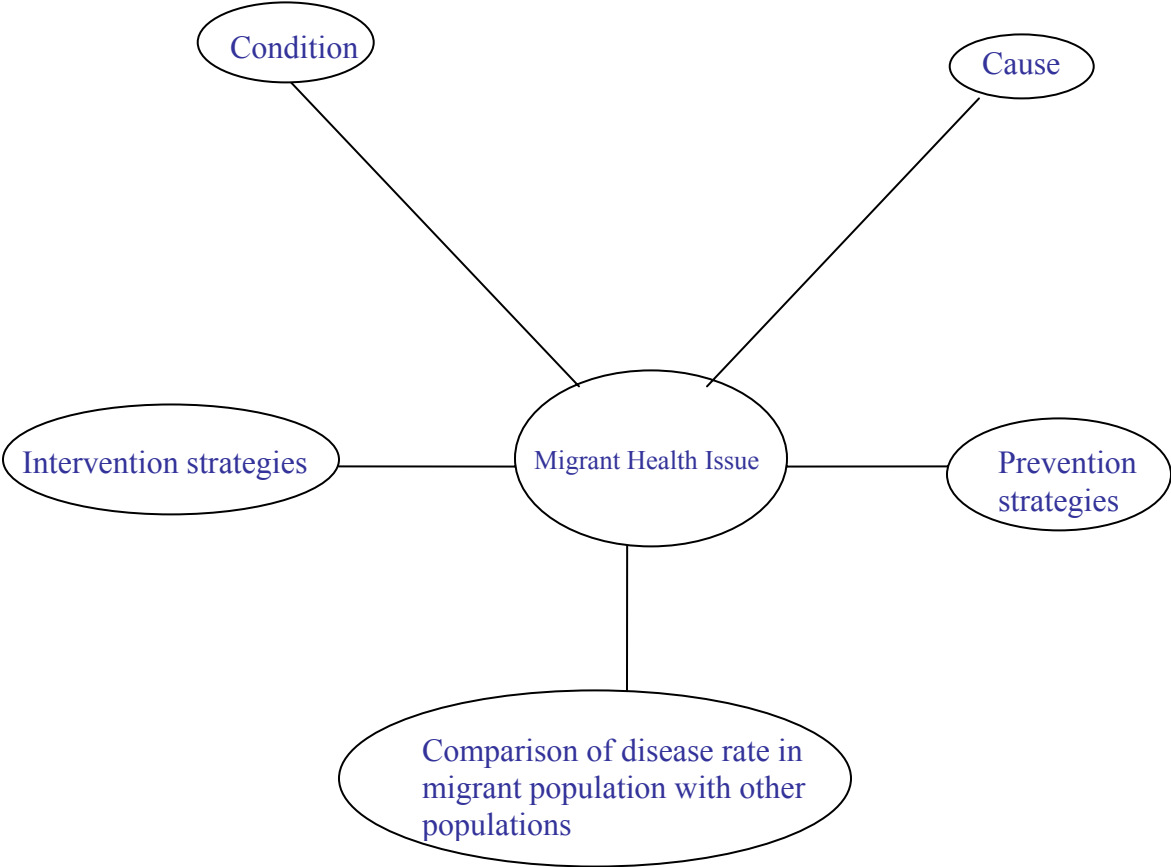 Condition
Cause
Intervention strategies
Migrant Health Issue
Prevention
strategies
Comparison of disease rate in
migrant population with other
populations